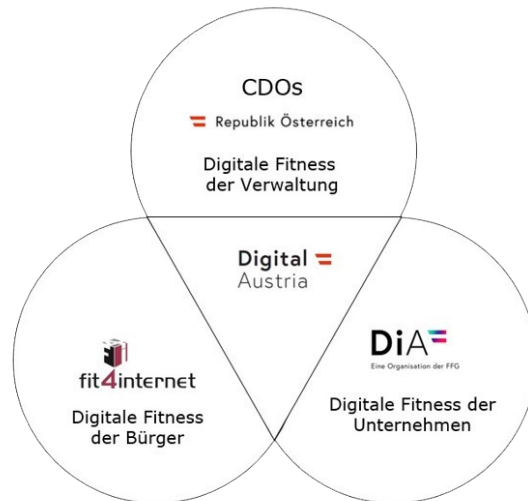 CDOs
Republik Österreich
Digitale Fitness
der Verwaltung
Digital
Austria
fit4internet
Digitale Fitness
der Bürger
DiA
Eine Organisation der FFG
Digitale Fitness der
Unternehmen